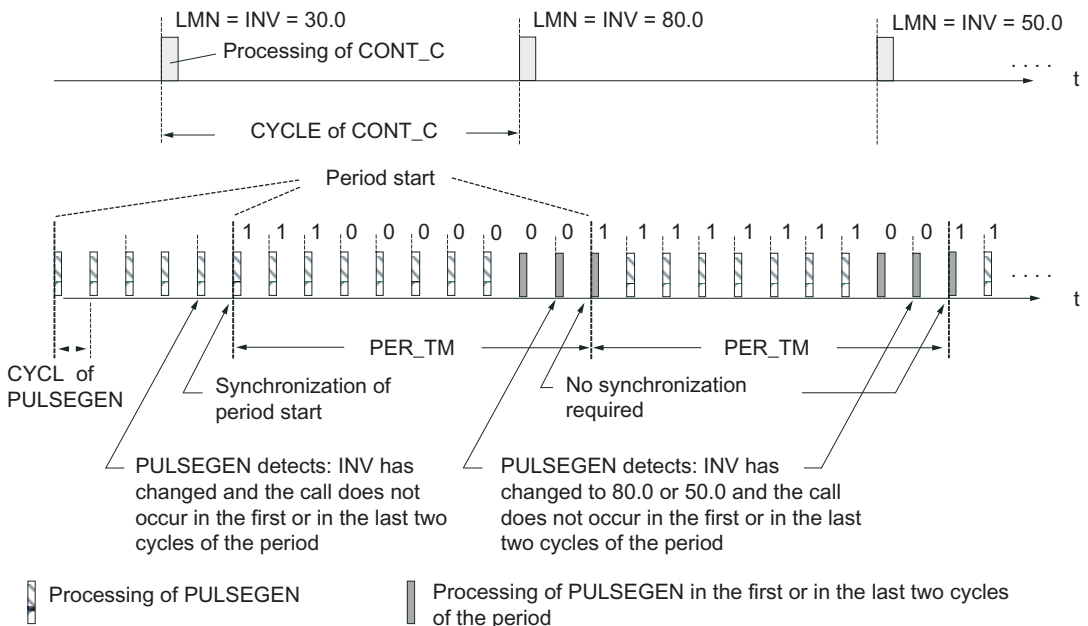 LMN = INV = 30.0
LMN = INV = 80.0
LMN = INV = 50.0
Processing of CONT_C
. . . .
t
CYCLE of CONT_C
Period start
1 1 1 0 0 0 0 0 0 0 1 1 1 1 1 1 1 1 0 0 1 1
. . . .
t
PER_TM
PER_TM
CYCL of
PULSEGEN
Synchronization of
period start
No synchronization
required
PULSEGEN detects: INV has
changed and the call does not
occur in the first or in the last two
cycles of the period
PULSEGEN detects: INV has
changed to 80.0 or 50.0 and the call
does not occur in the first or in the last
two cycles of the period
Processing of PULSEGEN
Processing of PULSEGEN in the first or in the last two cycles
of the period